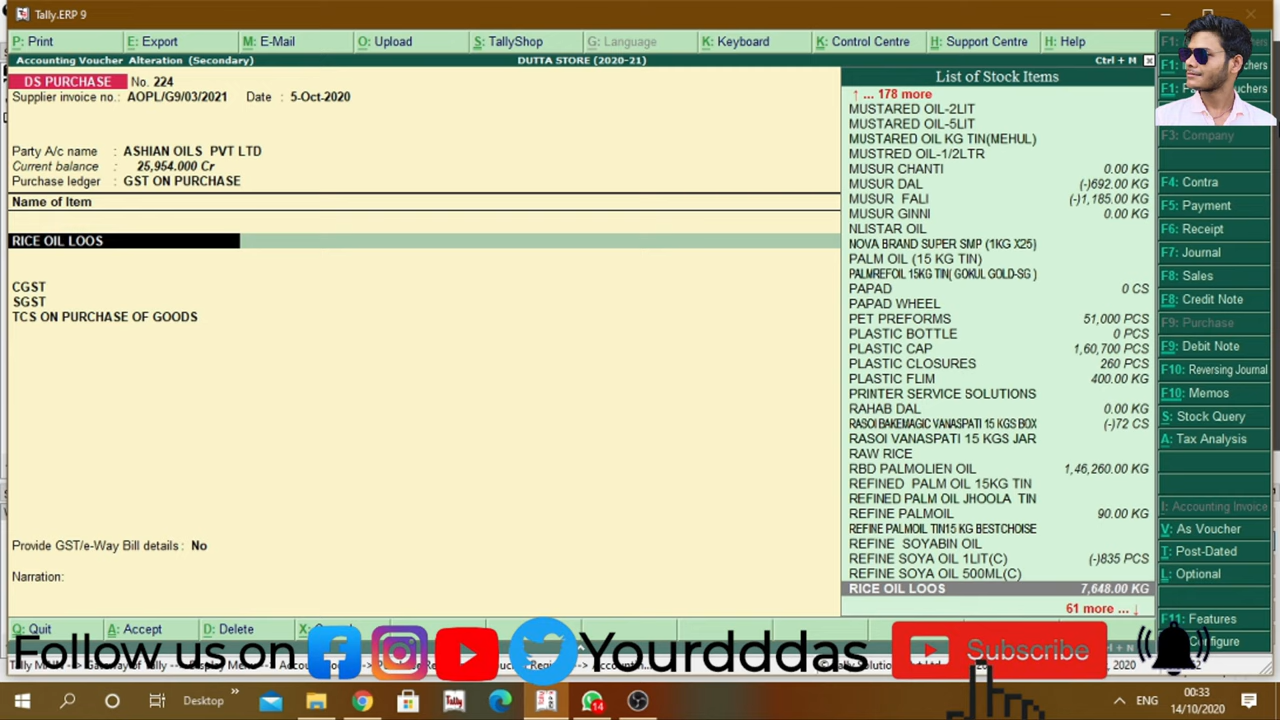 Tally.ERP 9
P: Print E: Export M: E-Mail O: Upload S: TallyShop G: Language K: Keyboard K: Control Centre H: Support Centre H: Help
Accounting Voucher Alteration (Secondary) DUTTA STORE (2020-21) Ctrl + M
DS PURCHASE No. 224
Supplier invoice no.: AOPL/G9/03/2021 Date : 5-Oct-2020
Party A/c name : ASHIAN OILS PVT LTD
Current balance : 25,954.000 Cr
Purchase ledger : GST ON PURCHASE
Name of Item
RICE OIL LOOS
CGST
SGST
TCS ON PURCHASE OF GOODS
Provide GST/e-Way Bill details : No
Narration:
List of Stock Items
↑ ... 178 more
MUSTARED OIL-2LIT
MUSTARED OIL-5LIT
MUSTARED OIL KG TIN(MEHUL)
MUSTRED OIL-1/2LTR
MUSUR CHANTI 0.00 KG
MUSUR DAL (-)692.00 KG
MUSUR FALI (-)1,185.00 KG
MUSUR GINNI 0.00 KG
NLISTAR OIL
NOVA BRAND SUPER SMP (1KG X25)
PALM OIL (15 KG TIN)
PALMREFOIL 15KG TIN( GOKUL GOLD-SG )
PAPAD 0 CS
PAPAD WHEEL
PET PREFORMS 51,000 PCS
PLASTIC BOTTLE 0 PCS
PLASTIC CAP 1,60,700 PCS
PLASTIC CLOSURES 260 PCS
PLASTIC FLIM 400.00 KG
PRINTER SERVICE SOLUTIONS
RAHAB DAL 0.00 KG
RASOI BAKEMAGIC VANASPATI 15 KGS BOX (-)72 CS
RASOI VANASPATI 15 KGS JAR
RAW RICE
RBD PALMOLIEN OIL 1,46,260.00 KG
REFINED PALM OIL 15KG TIN
REFINED PALM OIL JHOOLA TIN
REFINE PALMOIL 90.00 KG
REFINE PALMOIL TIN15 KG BESTCHOISE
REFINE SOYABIN OIL
REFINE SOYA OIL 1LIT(C) (-)835 PCS
REFINE SOYA OIL 500ML(C)
RICE OIL LOOS 7,648.00 KG
61 more ... ↓
F3: Company
F4: Contra
F5: Payment
F6: Receipt
F7: Journal
F8: Sales
F8: Credit Note
F9: Purchase
F9: Debit Note
F10: Reversing Journal
F10: Memos
S: Stock Query
A: Tax Analysis
I: Accounting Invoice
V: As Voucher
T: Post-Dated
L: Optional
F11: Features
Q: Quit A: Accept D: Delete
Follow us on Yourdddas Subscribe
Desktop
14
ENG
00:33
14/10/2020